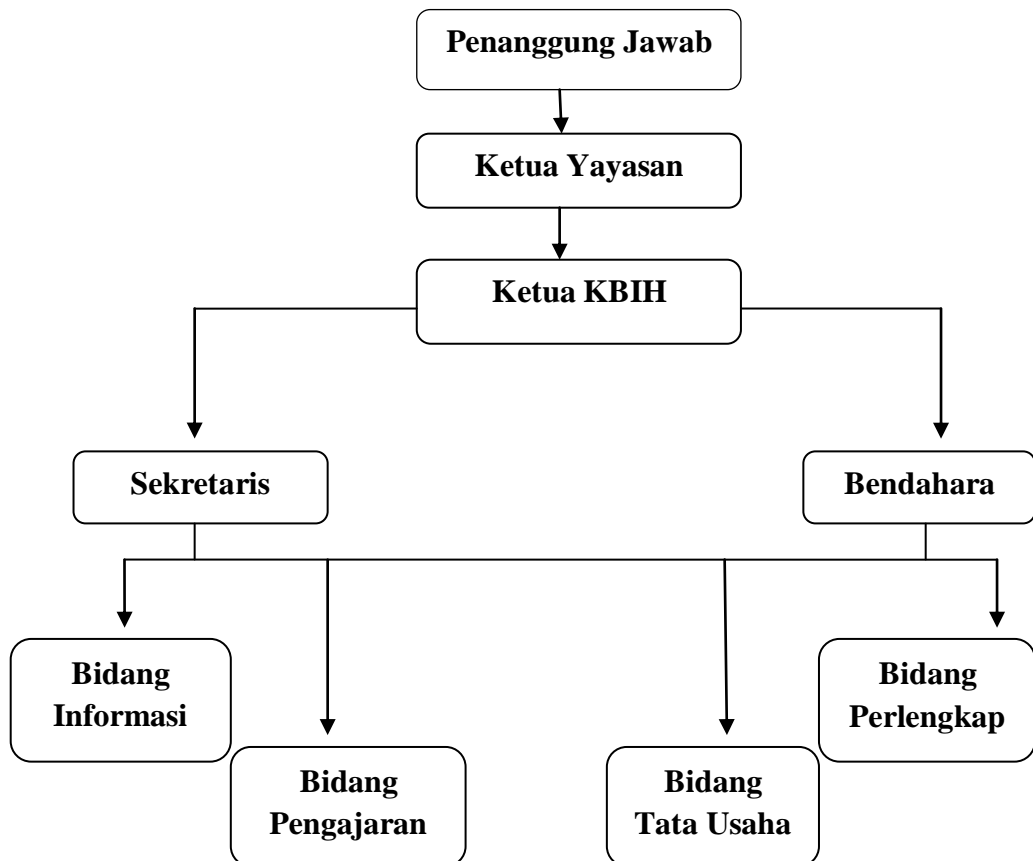 Penanggung Jawab
Ketua Yayasan
Ketua KBIH
Sekretaris
Bendahara
Bidang
Informasi
Bidang
Perlengkap
Bidang
Pengajaran
Bidang
Tata Usaha